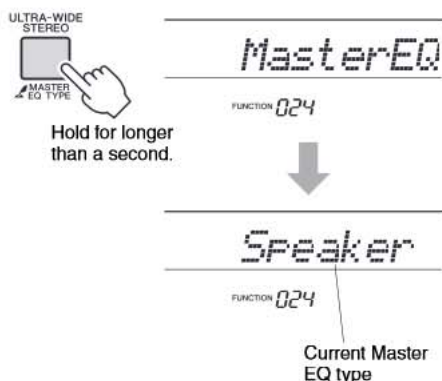 ULTRA-WIDE
STEREO
MASTER
EQ TYPE
Hold for longer
than a second.
MasterEQ
FUNCTION 024
Speaker
FUNCTION 024
Current Master
EQ type